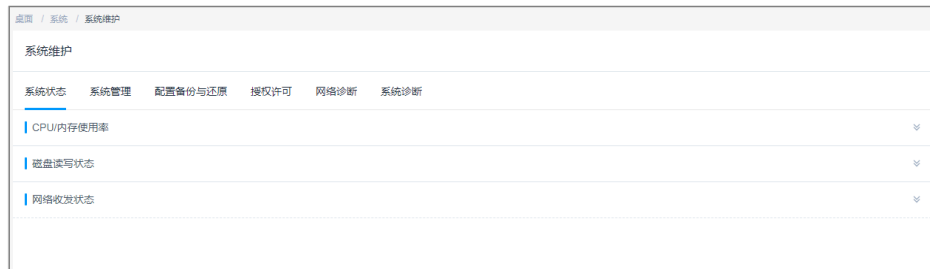 桌面 / 系统 / 系统维护
系统维护
系统状态 系统管理 配置备份与还原 授权许可 网络诊断 系统诊断
CPU/内存使用率
磁盘读写状态
网络收发状态